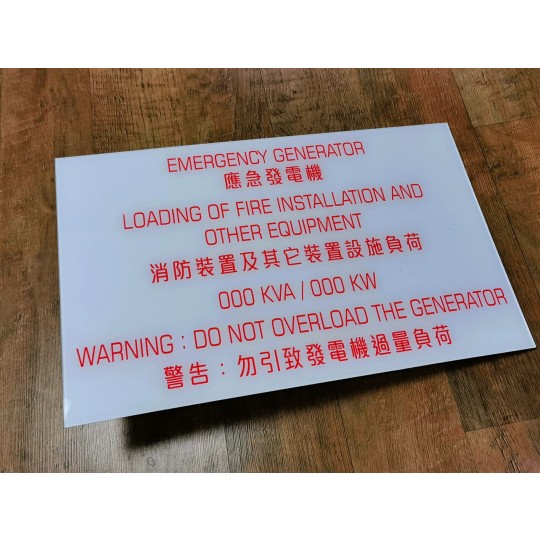 EMERGENCY GENERATOR
應急發電機
LOADING OF FIRE INSTALLATION AND
OTHER EQUIPMENT
消防裝置及其它裝置設施負荷
000 KVA / 000 KW
WARNING : DO NOT OVERLOAD THE GENERATOR
警告 : 勿引致發電機過量負荷